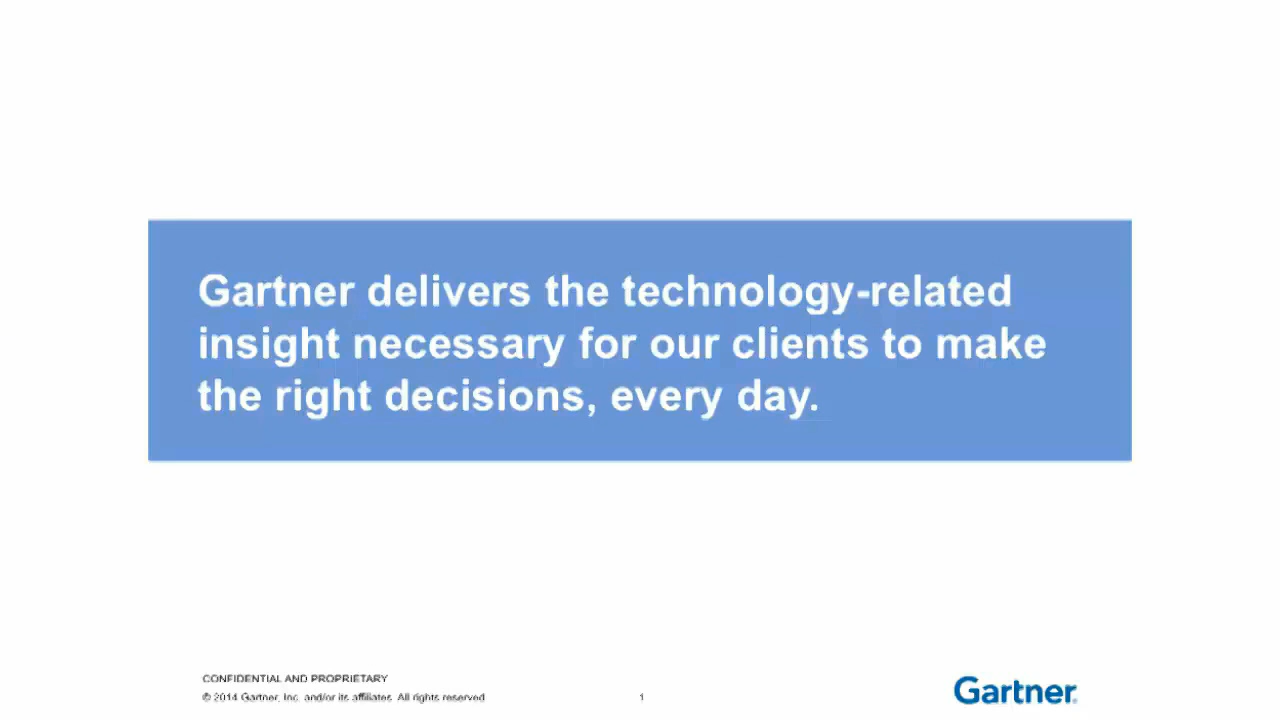 Gartner delivers the technology-related
insight necessary for our clients to make
the right decisions, every day.
CONFIDENTIAL AND PROPRIETARY
© 2014 Gartner, Inc. and/or its affiliates. All rights reserved.
1
Gartner®